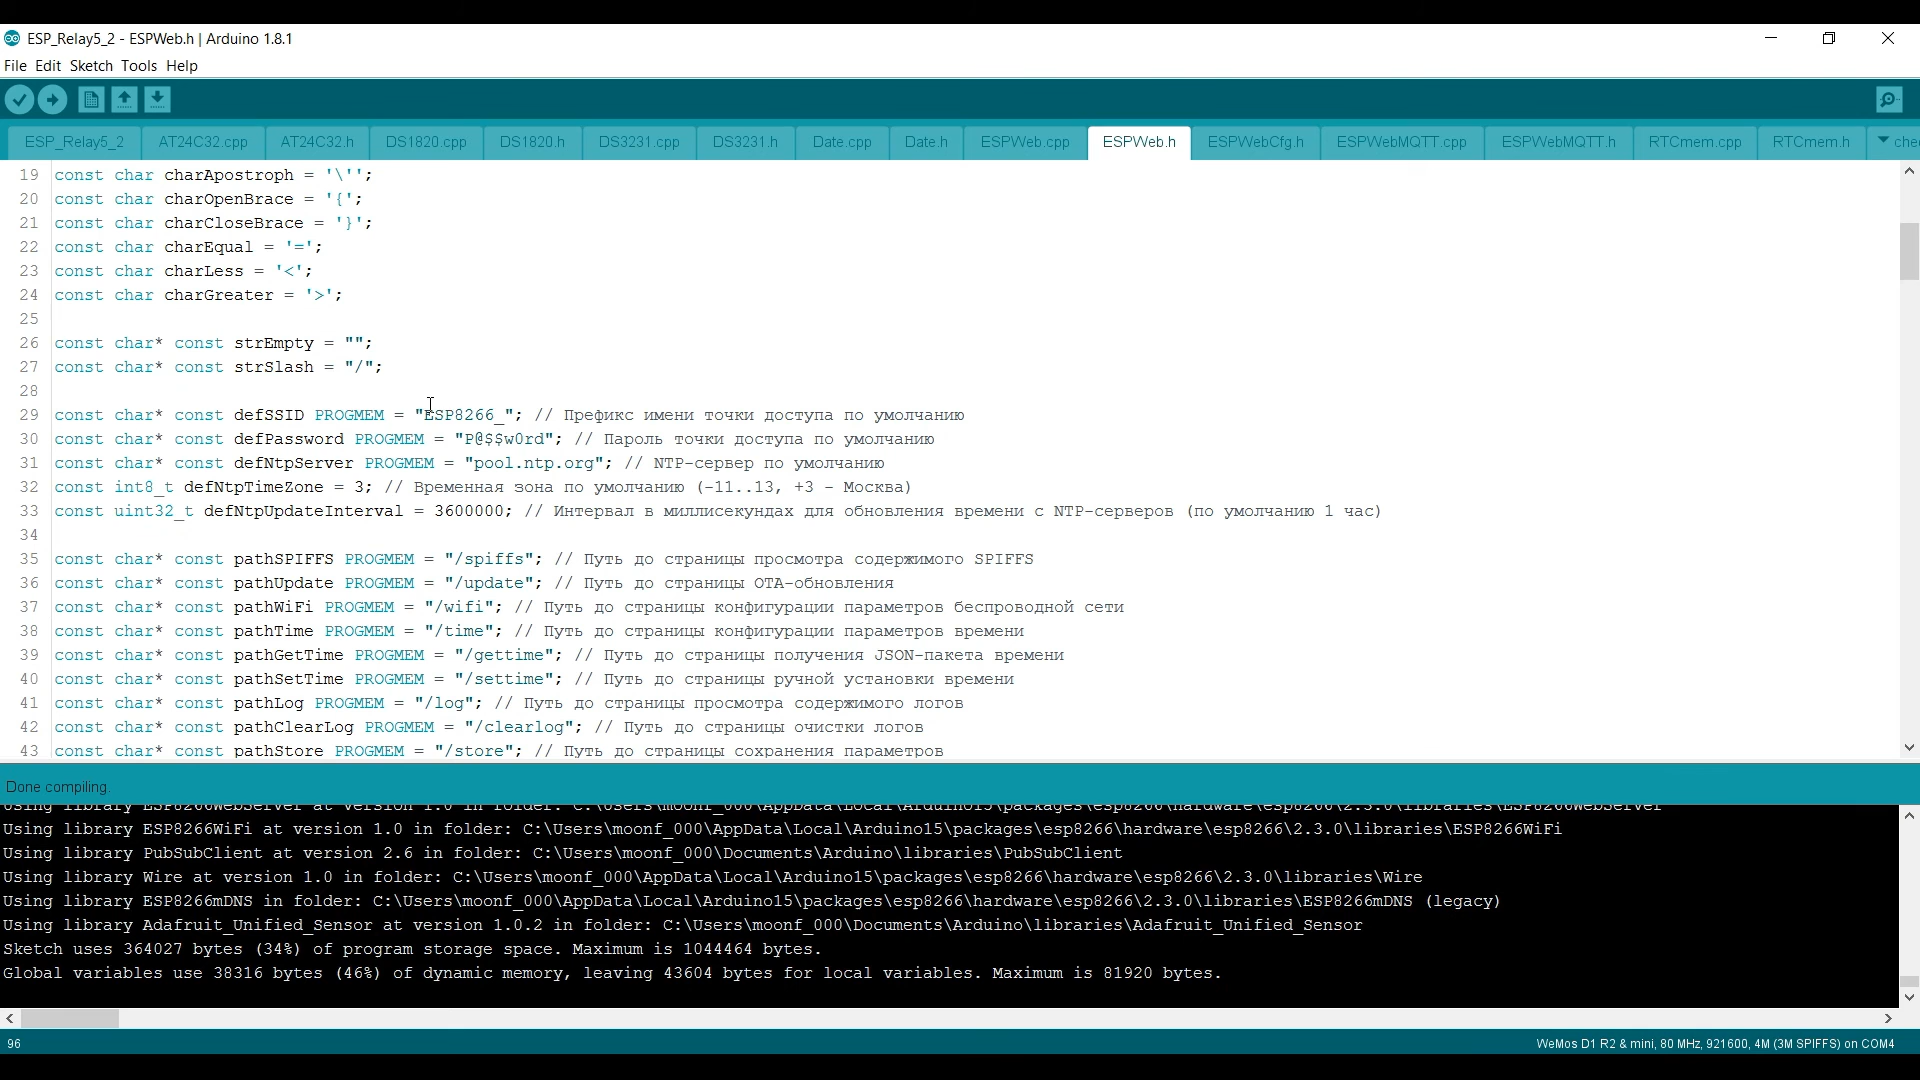 ESP_Relay5_2 - ESPWeb.h | Arduino 1.8.1
File Edit Sketch Tools Help
ESP_Relay5_2 AT24C32.cpp AT24C32.h DS1820.cpp DS1820.h DS3231.cpp DS3231.h Date.cpp Date.h ESPWeb.cpp ESPWeb.h ESPWebCfg.h ESPWebMQTT.cpp ESPWebMQTT.h RTCmem.cpp RTCmem.h
19 const char charApostroph = '\'';
20 const char charOpenBrace = '{';
21 const char charCloseBrace = '}';
22 const char charEqual = '=';
23 const char charLess = '<';
24 const char charGreater = '>';
25
26 const char* const strEmpty = "";
27 const char* const strSlash = "/";
28
29 const char* const defSSID PROGMEM = "ESP8266_"; // Префикс имени точки доступа по умолчанию
30 const char* const defPassword PROGMEM = "P@$$w0rd"; // Пароль точки доступа по умолчанию
31 const char* const defNtpServer PROGMEM = "pool.ntp.org"; // NTP-сервер по умолчанию
32 const int8_t defNtpTimeZone = 3; // Временная зона по умолчанию (-11..13, +3 - Москва)
33 const uint32_t defNtpUpdateInterval = 3600000; // Интервал в миллисекундах для обновления времени с NTP-серверов (по умолчанию 1 час)
34
35 const char* const pathSPIFFS PROGMEM = "/spiffs"; // Путь до страницы просмотра содержимого SPIFFS
36 const char* const pathUpdate PROGMEM = "/update"; // Путь до страницы OTA-обновления
37 const char* const pathWiFi PROGMEM = "/wifi"; // Путь до страницы конфигурации параметров беспроводной сети
38 const char* const pathTime PROGMEM = "/time"; // Путь до страницы конфигурации параметров времени
39 const char* const pathGetTime PROGMEM = "/gettime"; // Путь до страницы получения JSON-пакета времени
40 const char* const pathSetTime PROGMEM = "/settime"; // Путь до страницы ручной установки времени
41 const char* const pathLog PROGMEM = "/log"; // Путь до страницы просмотра содержимого логов
42 const char* const pathClearLog PROGMEM = "/clearlog"; // Путь до страницы очистки логов
43 const char* const pathStore PROGMEM = "/store"; // Путь до страницы сохранения параметров
Done compiling.
Using library ESP8266WebServer at version 1.0 in folder: C:\Users\moonf_000\AppData\Local\Arduino15\packages\esp8266\hardware\esp8266\2.3.0\libraries\ESP8266WebServer
Using library ESP8266WiFi at version 1.0 in folder: C:\Users\moonf_000\AppData\Local\Arduino15\packages\esp8266\hardware\esp8266\2.3.0\libraries\ESP8266WiFi
Using library PubSubClient at version 2.6 in folder: C:\Users\moonf_000\Documents\Arduino\libraries\PubSubClient
Using library Wire at version 1.0 in folder: C:\Users\moonf_000\AppData\Local\Arduino15\packages\esp8266\hardware\esp8266\2.3.0\libraries\Wire
Using library ESP8266mDNS in folder: C:\Users\moonf_000\AppData\Local\Arduino15\packages\esp8266\hardware\esp8266\2.3.0\libraries\ESP8266mDNS (legacy)
Using library Adafruit_Unified_Sensor at version 1.0.2 in folder: C:\Users\moonf_000\Documents\Arduino\libraries\Adafruit_Unified_Sensor
Sketch uses 364027 bytes (34%) of program storage space. Maximum is 1044464 bytes.
Global variables use 38316 bytes (46%) of dynamic memory, leaving 43604 bytes for local variables. Maximum is 81920 bytes.
96
WeMos D1 R2 & mini, 80 MHz, 921600, 4M (3M SPIFFS) on COM4